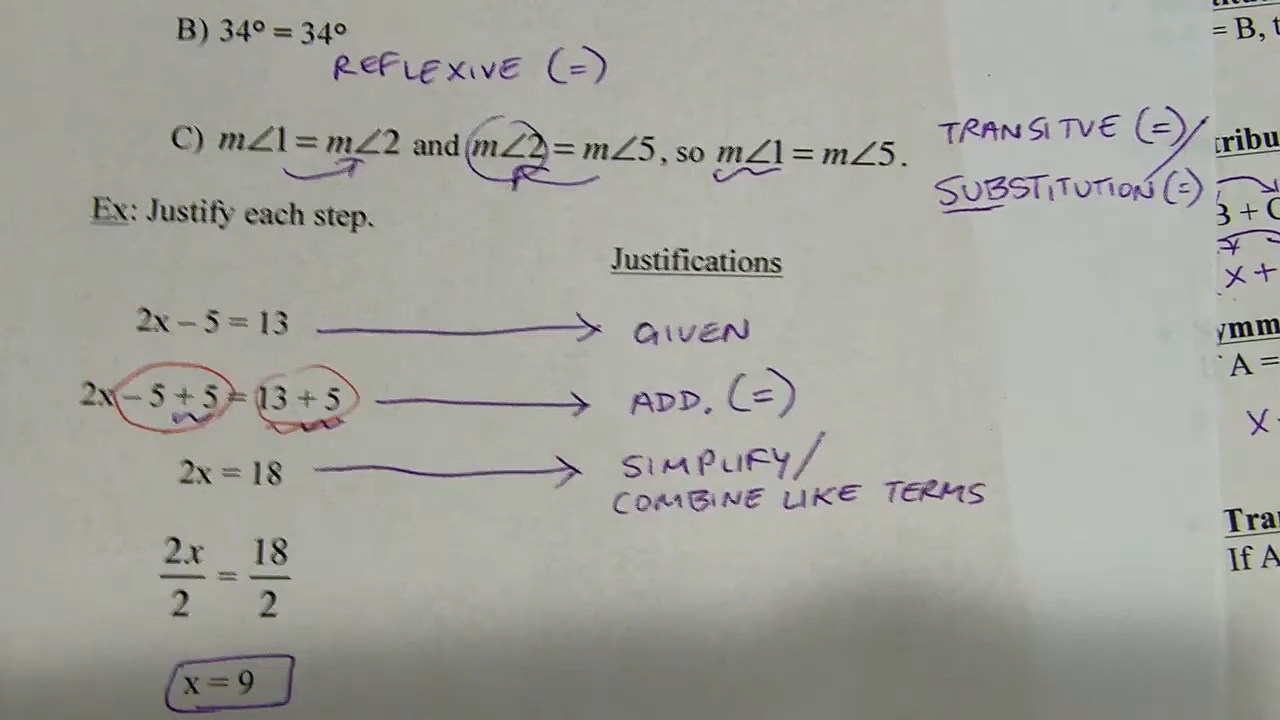 B) 34° = 34°
REFLEXIVE (=)
C) m∠1 = m∠2 and m∠2 = m∠5, so m∠1 = m∠5.
TRANSITVE (=)/
SUBSTITUTION (=)
Ex: Justify each step.
Justifications
2x – 5 = 13 → GIVEN
2x – 5 + 5 = 13 + 5 → ADD. (=)
2x = 18 → SIMPLIFY/
COMBINE LIKE TERMS
2x/2 = 18/2
x = 9
= B, t
tribu
3 + C
x +
ymm
A =
x -
Tra
If A